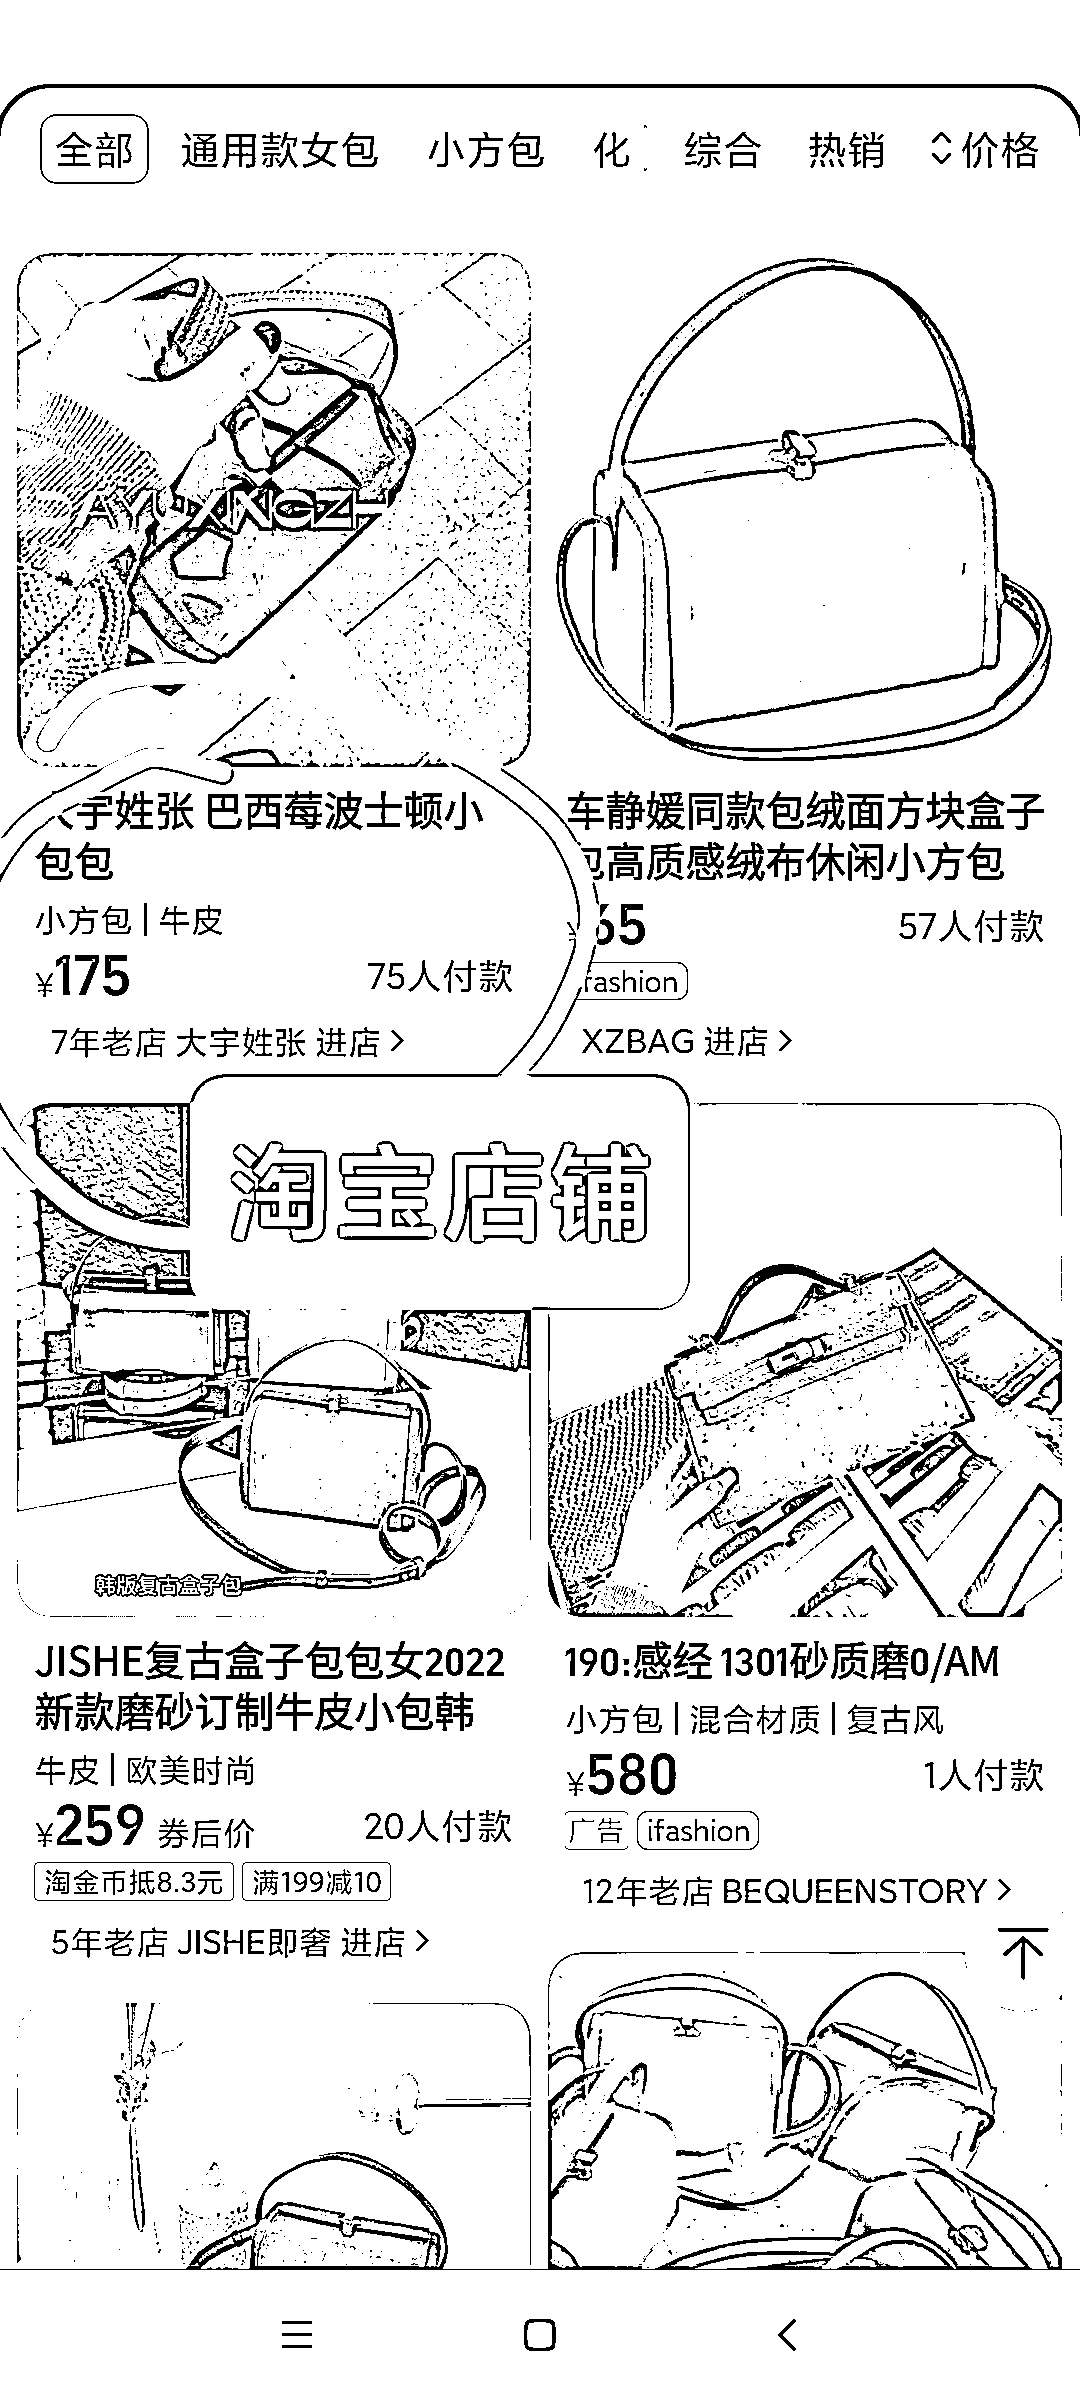 全部 通用款女包 小方包 化 综合 热销 价格
大宇姓张 巴西莓波士顿小
包包
小方包 | 牛皮
¥175 75人付款
7年老店 大宇姓张 进店 >
车静媛同款包绒面方块盒子
包高质感绒布休闲小方包
65 57人付款
ifashion
XZBAG 进店 >
淘宝店铺
韩版复古盒子包
JISHE复古盒子包包女2022
新款磨砂订制牛皮小包韩
牛皮 | 欧美时尚
¥259 券后价 20人付款
淘金币抵8.3元 满199减10
5年老店 JISHE即奢 进店 >
190:感经 1301砂质磨0/AM
小方包 | 混合材质 | 复古风
¥580 1人付款
广告 ifashion
12年老店 BEQUEENSTORY >